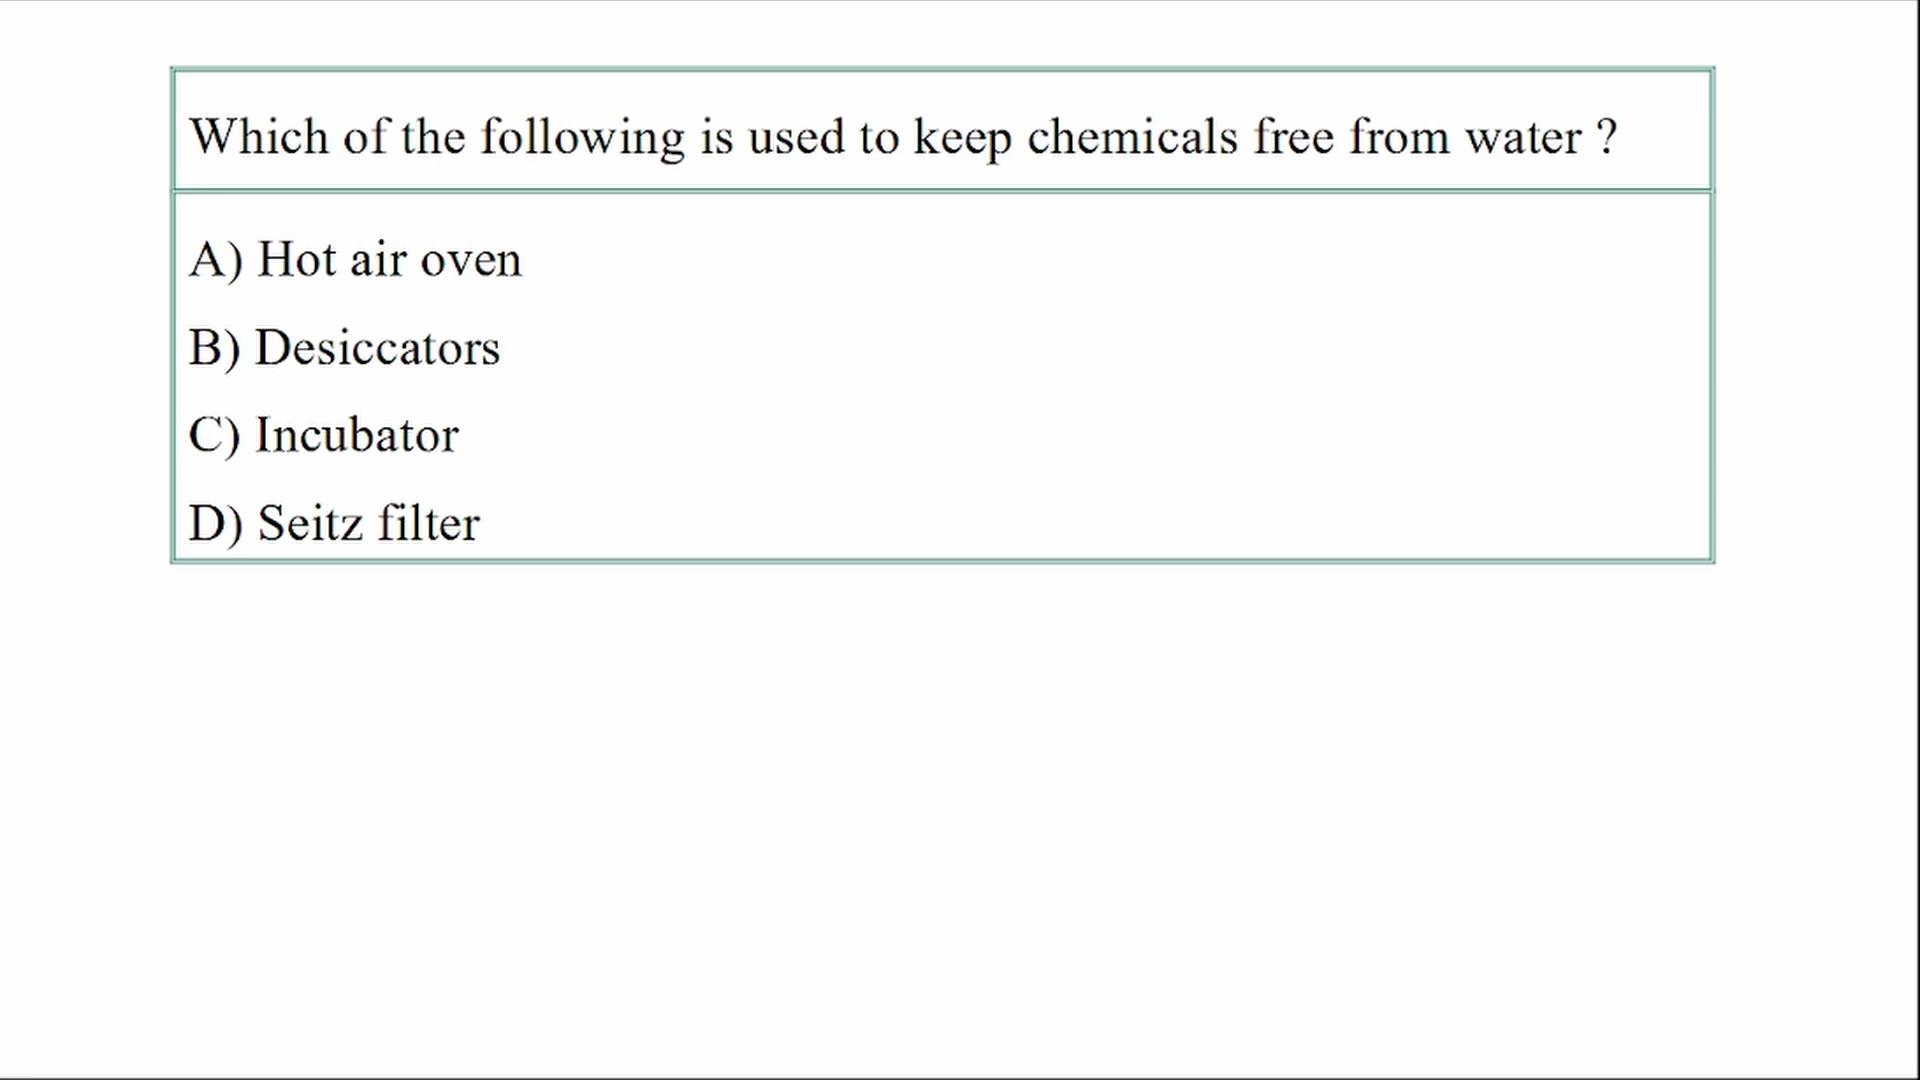 Which of the following is used to keep chemicals free from water ?
A) Hot air oven
B) Desiccators
C) Incubator
D) Seitz filter